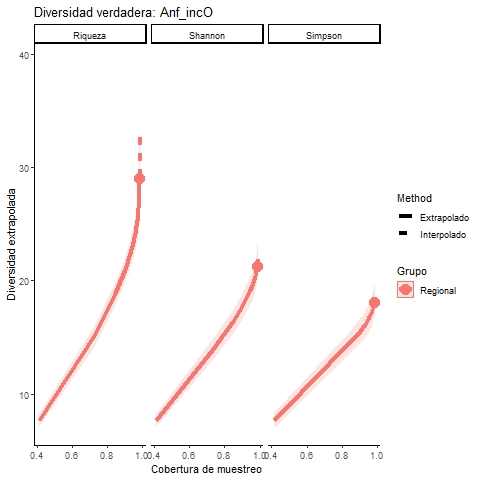 Diversidad verdadera: Anf_incO
Riqueza
Shannon
Simpson
40
30
20
10
Diversidad extrapolada
0.4 0.6 0.8 1.0
0.4 0.6 0.8 1.0
0.4 0.6 0.8 1.0
Cobertura de muestreo
Method
Extrapolado
Interpolado
Grupo
Regional